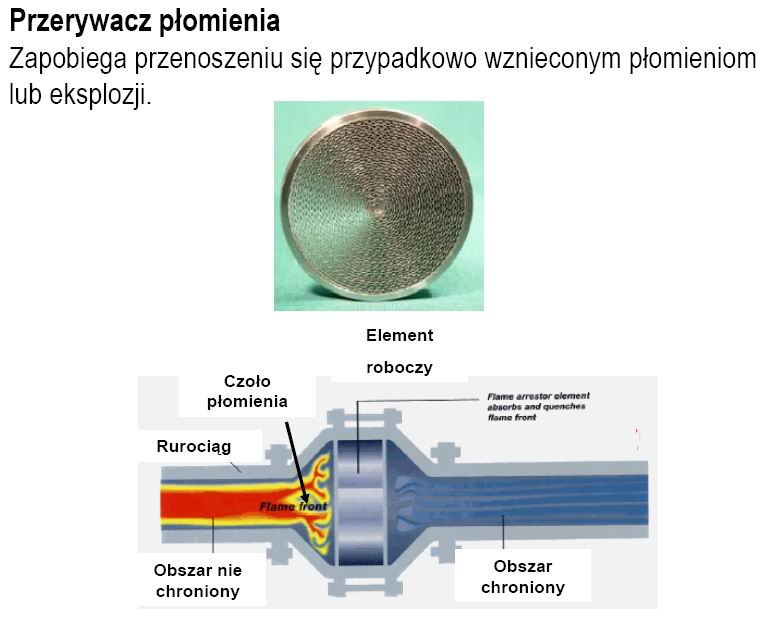 Przerywacz płomienia
Zapobiega przenoszeniu się przypadkowo wznieconym płomieniom
lub eksplozji.
Element
roboczy
Czoło
płomienia
Flame arrestor element
absorbs and quenches
flame front
Rurociąg
Flame front
Obszar nie
chroniony
Obszar
chroniony